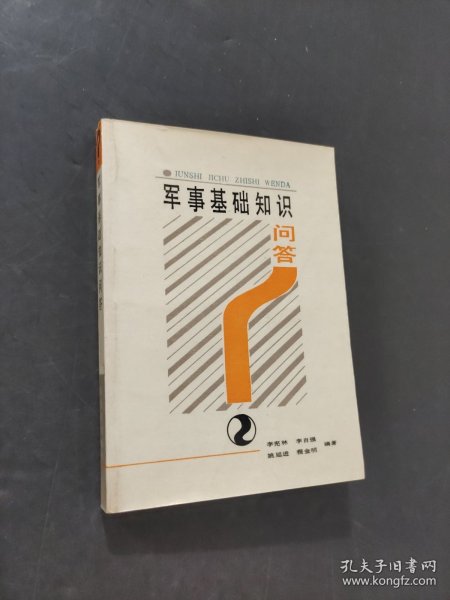 JUNSHI JICHU ZHISHI WENDA
军事基础知识
问答
李宪林 李自强
姚延进 程金明
编著
孔夫子旧书网
www.kongfz.com